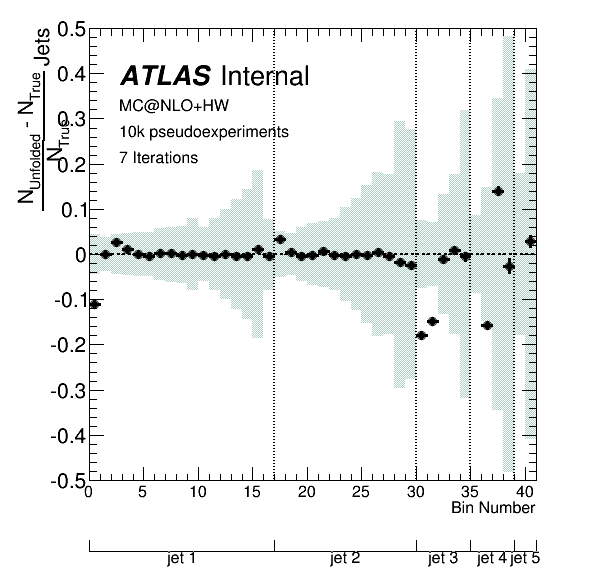 N_Unfolded - N_True
N_True
Jets
0.5
0.4
0.3
0.2
0.1
0
-0.1
-0.2
-0.3
-0.4
-0.5
ATLAS Internal
MC@NLO+HW
10k pseudoexperiments
7 Iterations
0 5 10 15 20 25 30 35 40
Bin Number
jet 1 jet 2 jet 3 jet 4 jet 5